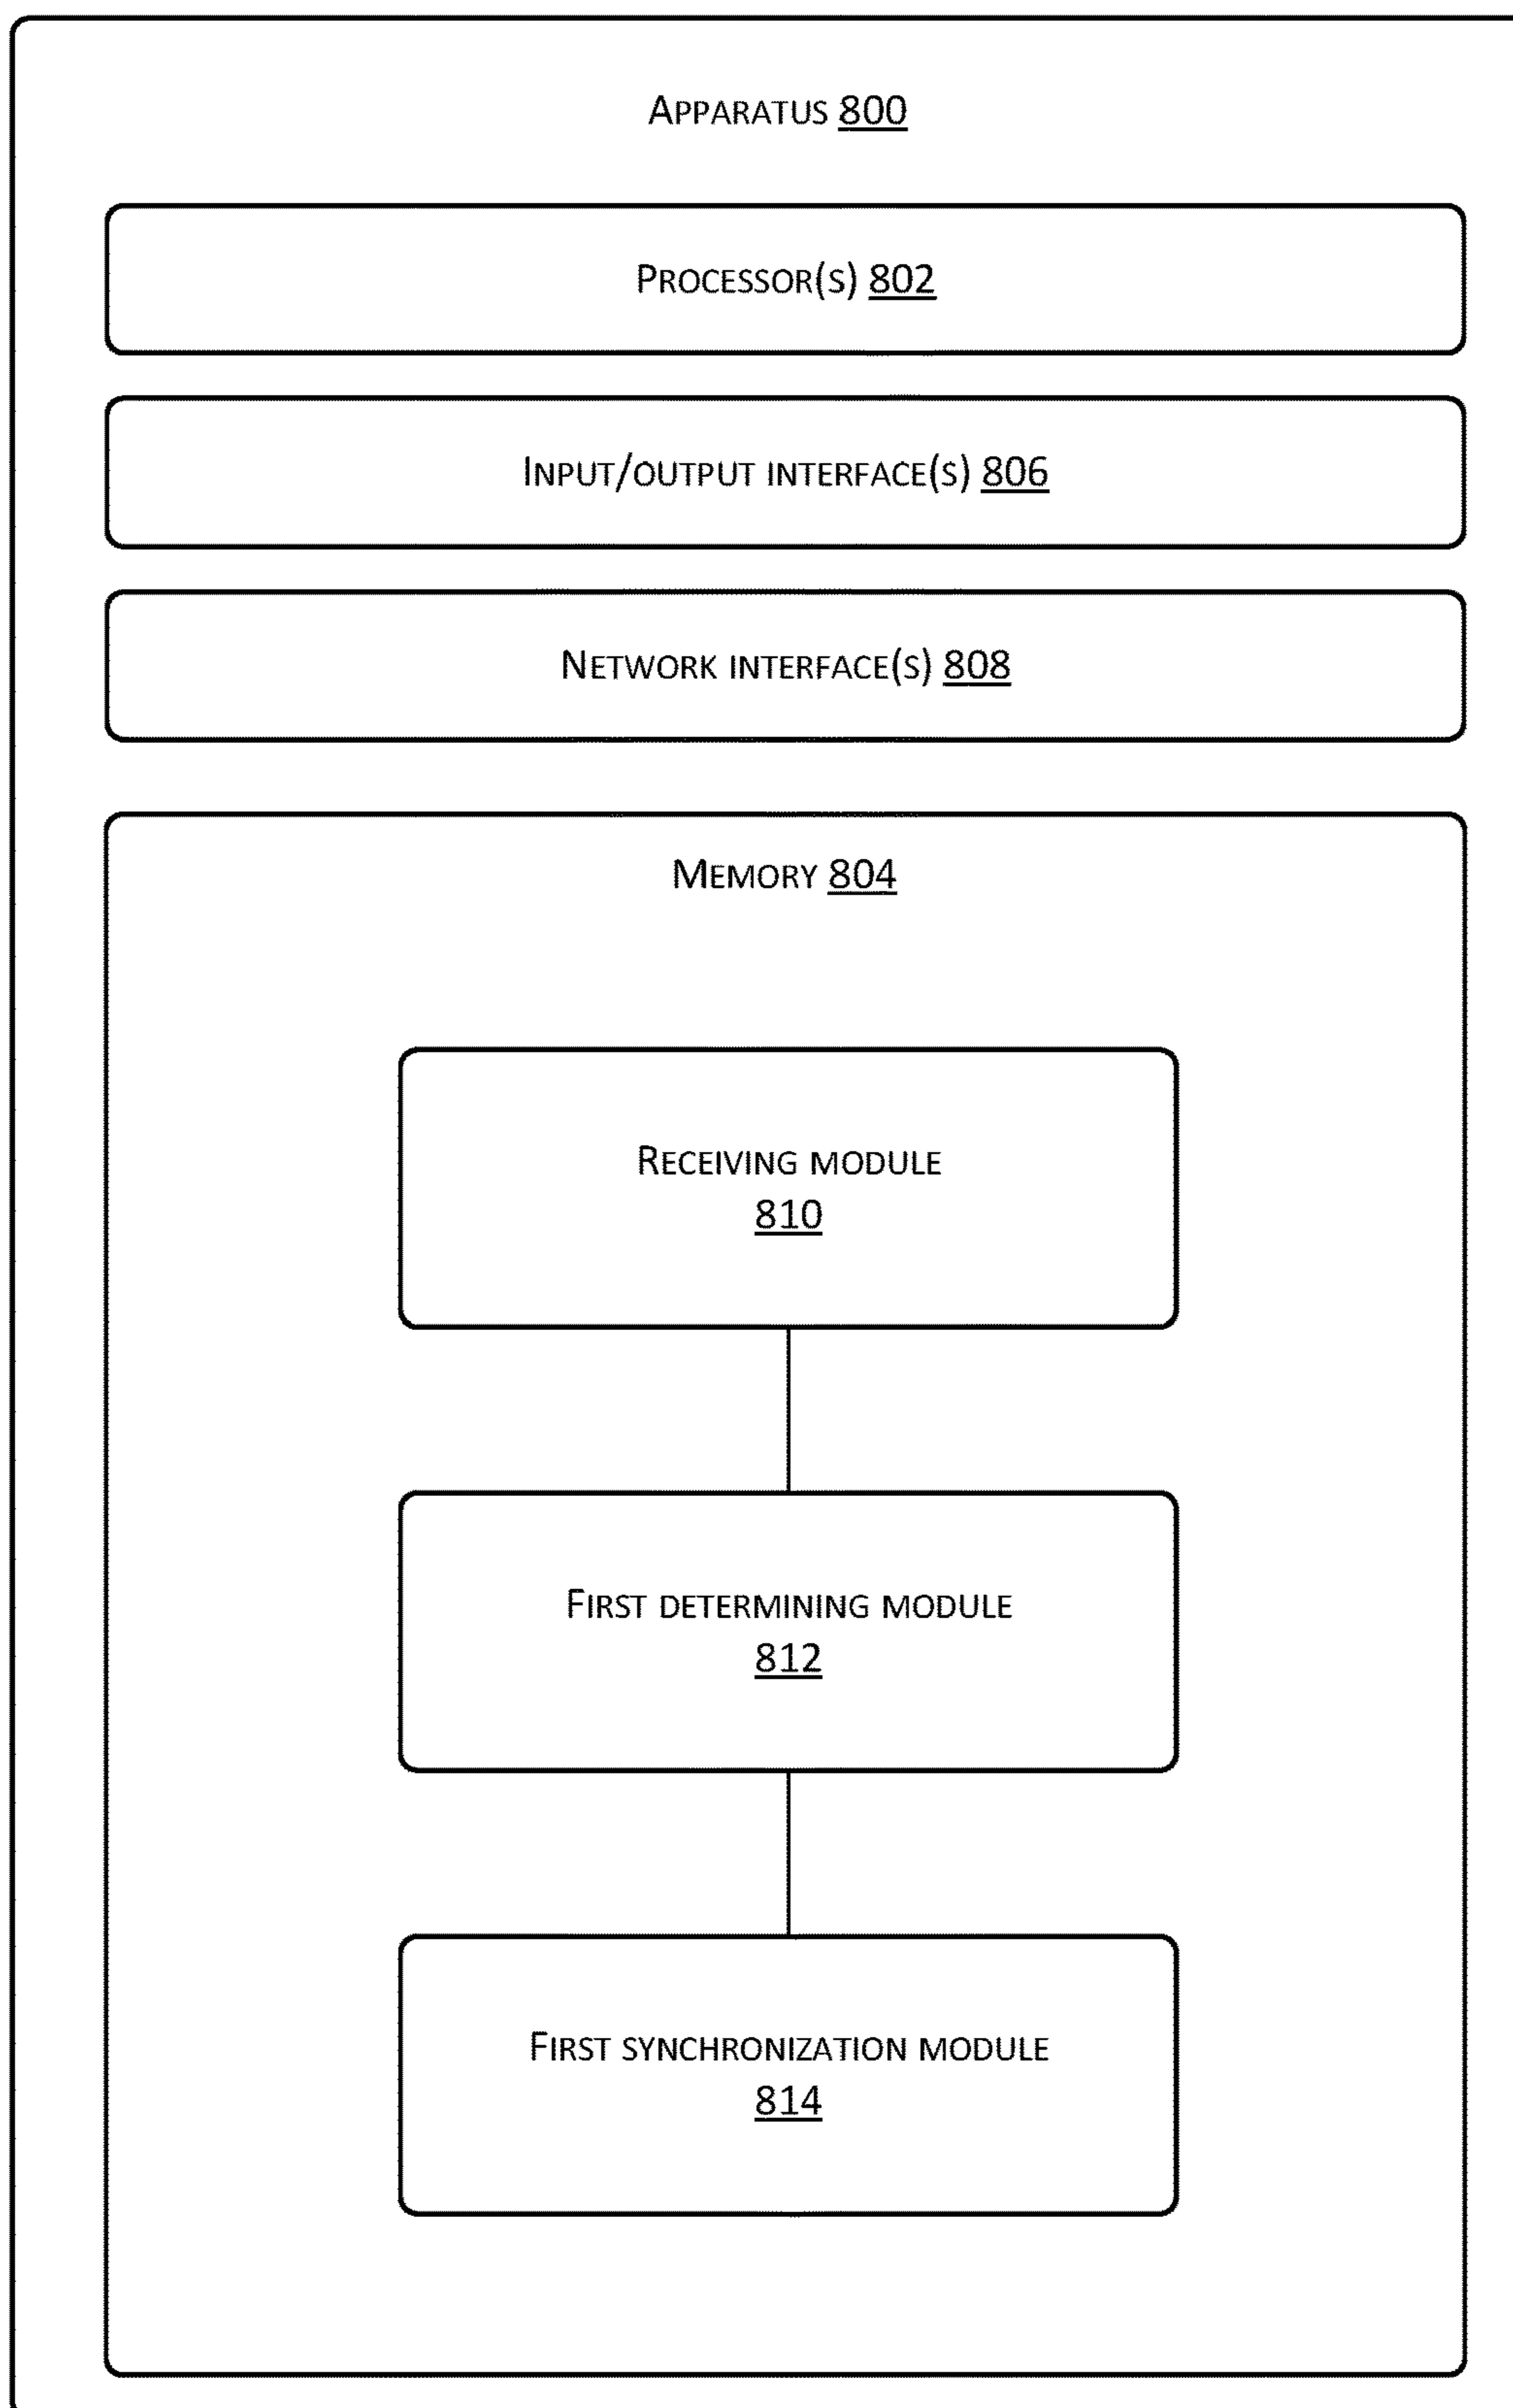 APPARATUS 800
PROCESSOR(S) 802
INPUT/OUTPUT INTERFACE(S) 806
NETWORK INTERFACE(S) 808
MEMORY 804
RECEIVING MODULE
810
FIRST DETERMINING MODULE
812
FIRST SYNCHRONIZATION MODULE
814